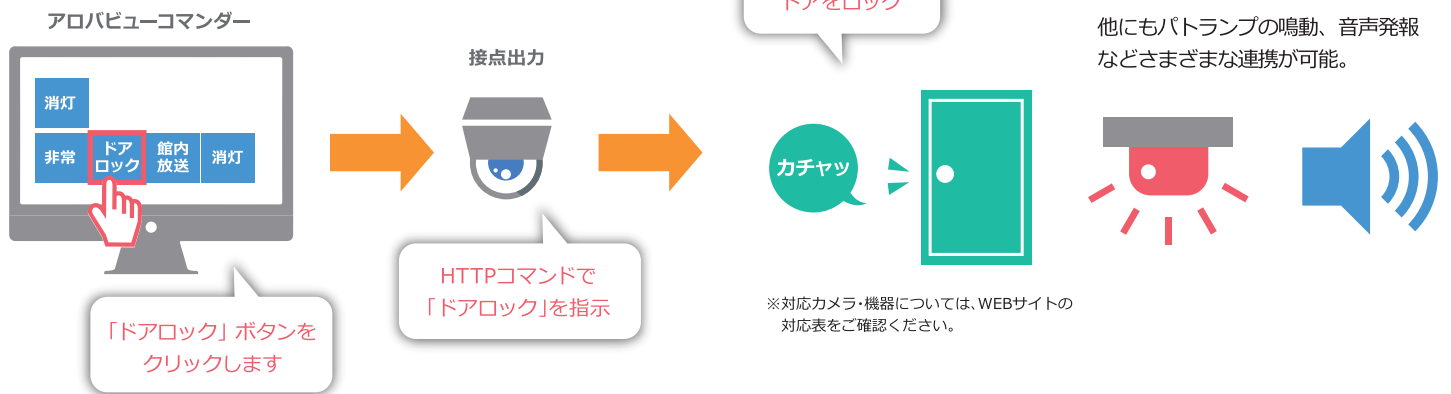 アロバビューコマンダー
消灯
非常
ドア
ロック
館内
放送
消灯
「ドアロック」ボタンを
クリックします
接点出力
HTTPコマンドで
「ドアロック」を指示
ドアをロック
カチャッ
※対応カメラ・機器については、WEBサイトの
対応表をご確認ください。
他にもパトランプの鳴動、音声発報
などさまざまな連携が可能。